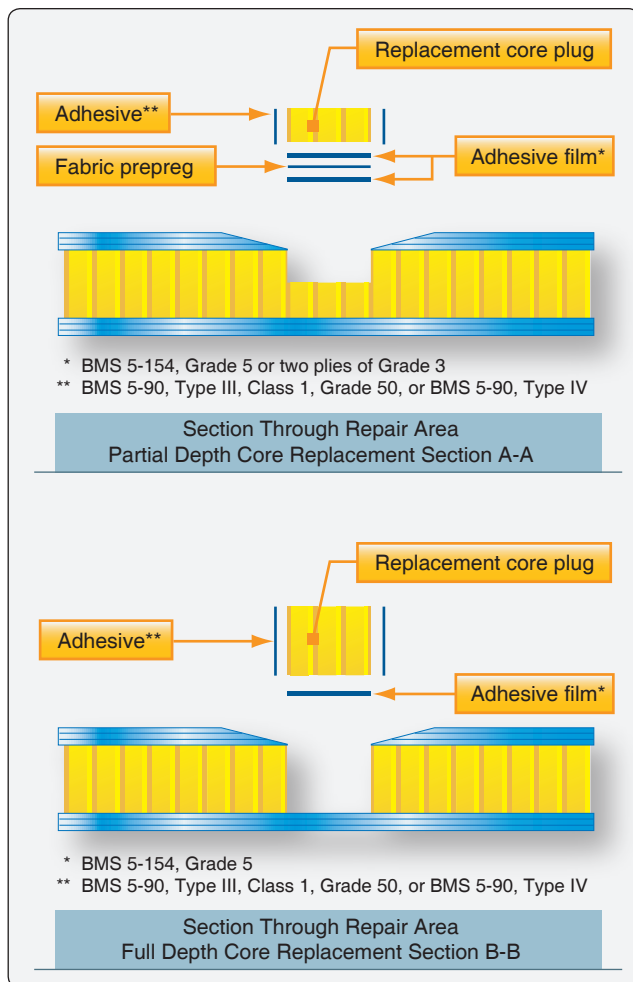 Replacement core plug
Adhesive**
Fabric prepreg
Adhesive film*
* BMS 5-154, Grade 5 or two plies of Grade 3
** BMS 5-90, Type III, Class 1, Grade 50, or BMS 5-90, Type IV
Section Through Repair Area
Partial Depth Core Replacement Section A-A
Replacement core plug
Adhesive**
Adhesive film*
* BMS 5-154, Grade 5
** BMS 5-90, Type III, Class 1, Grade 50, or BMS 5-90, Type IV
Section Through Repair Area
Full Depth Core Replacement Section B-B